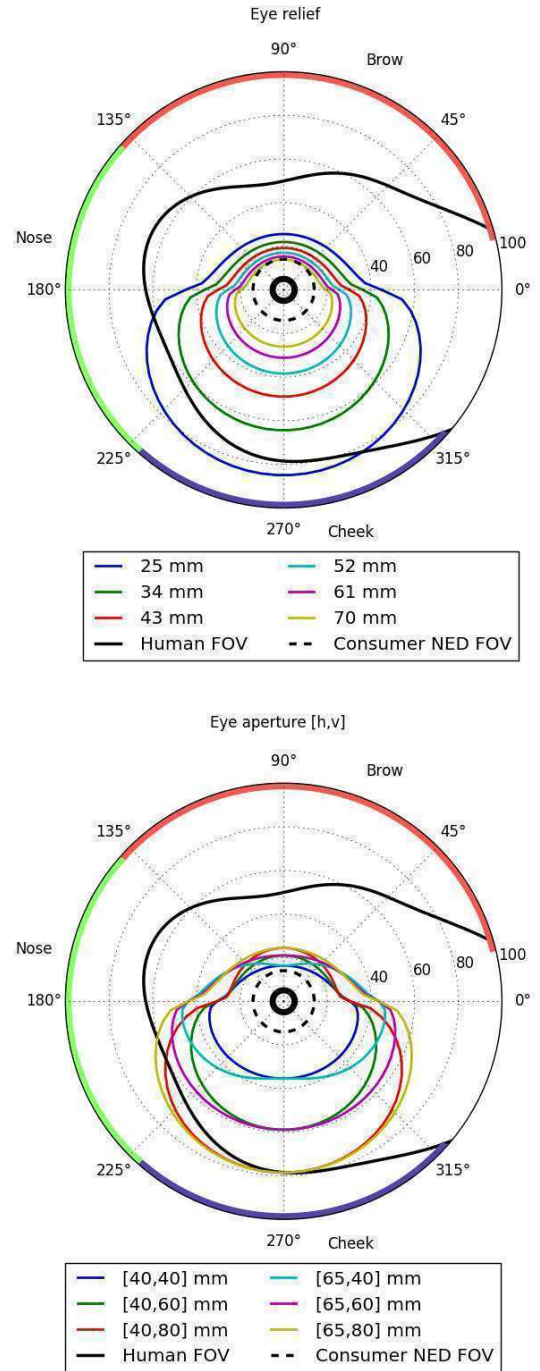 Eye relief
90°
Brow
135°
45°
Nose
100
80
60
40
180°
0°
225°
315°
270°
Cheek
25 mm
52 mm
34 mm
61 mm
43 mm
70 mm
Human FOV
Consumer NED FOV
Eye aperture [h,v]
90°
Brow
135°
45°
Nose
100
80
60
40
180°
0°
225°
315°
270°
Cheek
[40,40] mm
[65,40] mm
[40,60] mm
[65,60] mm
[40,80] mm
[65,80] mm
Human FOV
Consumer NED FOV